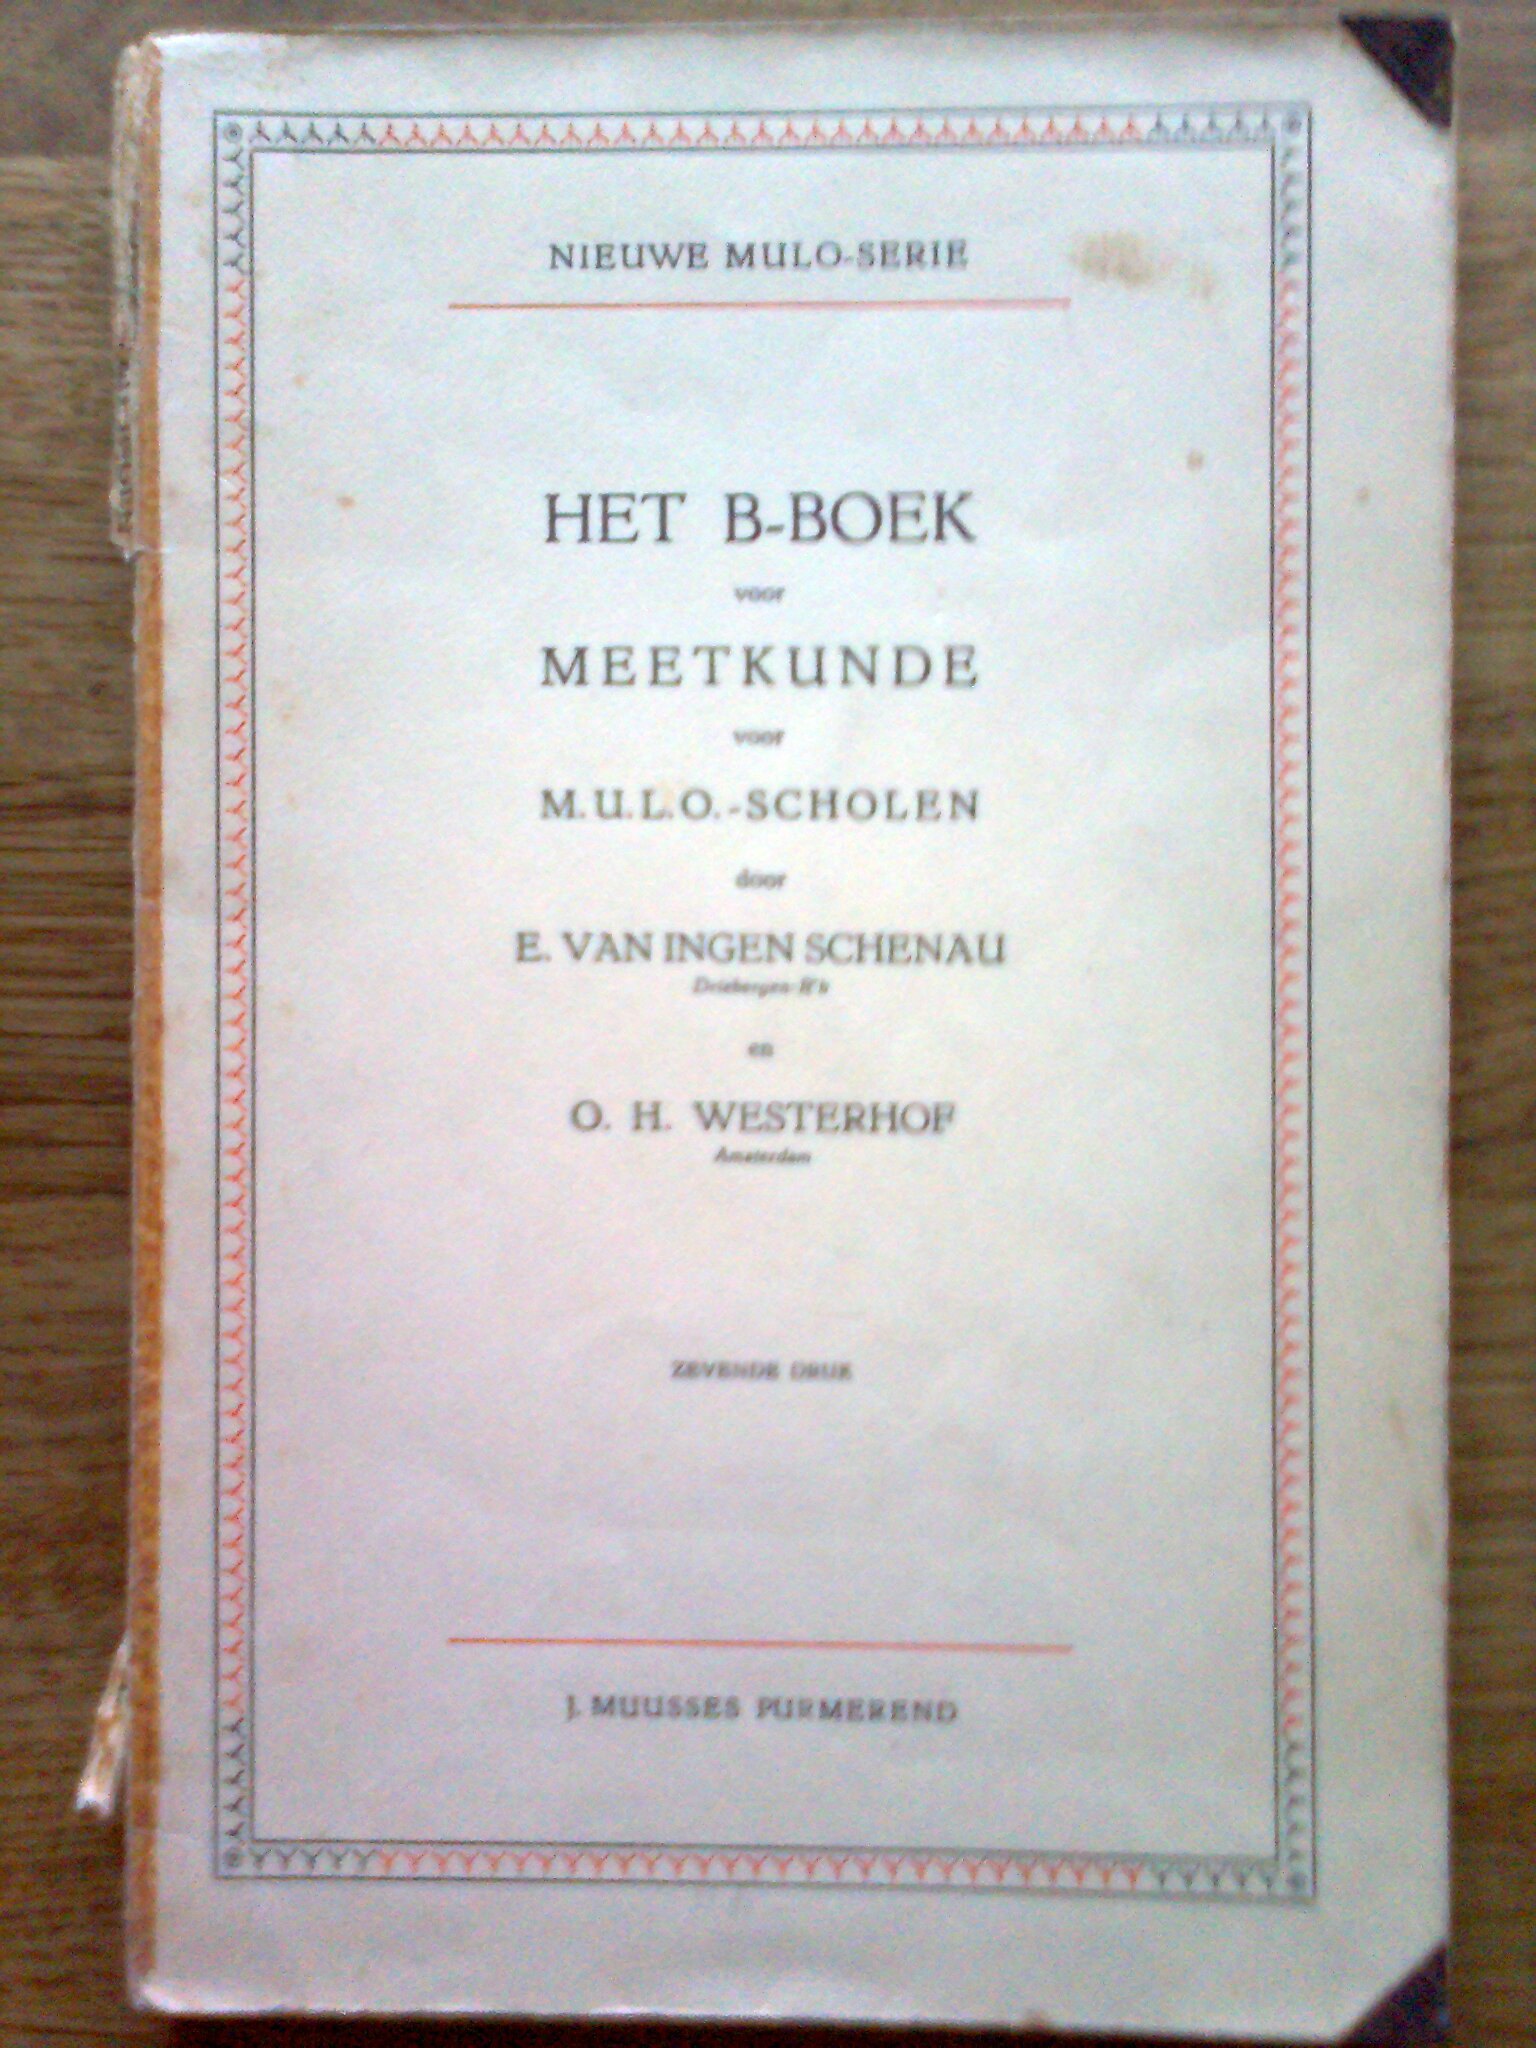 NIEUWE MULO-SERIE
HET B-BOEK
voor
MEETKUNDE
voor
M.U.L.O.-SCHOLEN
door
E. VAN INGEN SCHENAU
Driebergen-R'b
en
O. H. WESTERHOF
Amsterdam
ZEVENDE DRUK
J. MUUSSES PURMEREND